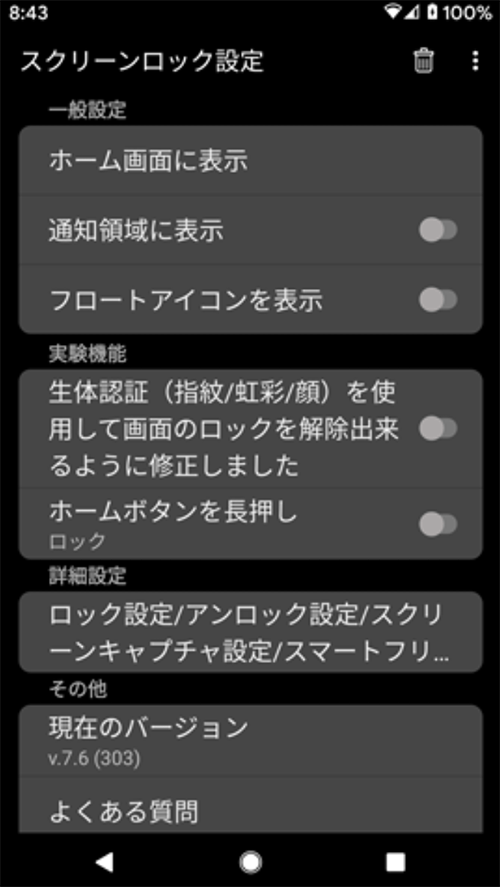 8:43
100%
スクリーンロック設定
一般設定
ホーム画面に表示
通知領域に表示
フロートアイコンを表示
実験機能
生体認証（指紋/虹彩/顔）を使
用して画面のロックを解除出来
るように修正しました
ホームボタンを長押し
ロック
詳細設定
ロック設定/アンロック設定/スクリ
ーンキャプチャ設定/スマートフリ...
その他
現在のバージョン
v.7.6 (303)
よくある質問